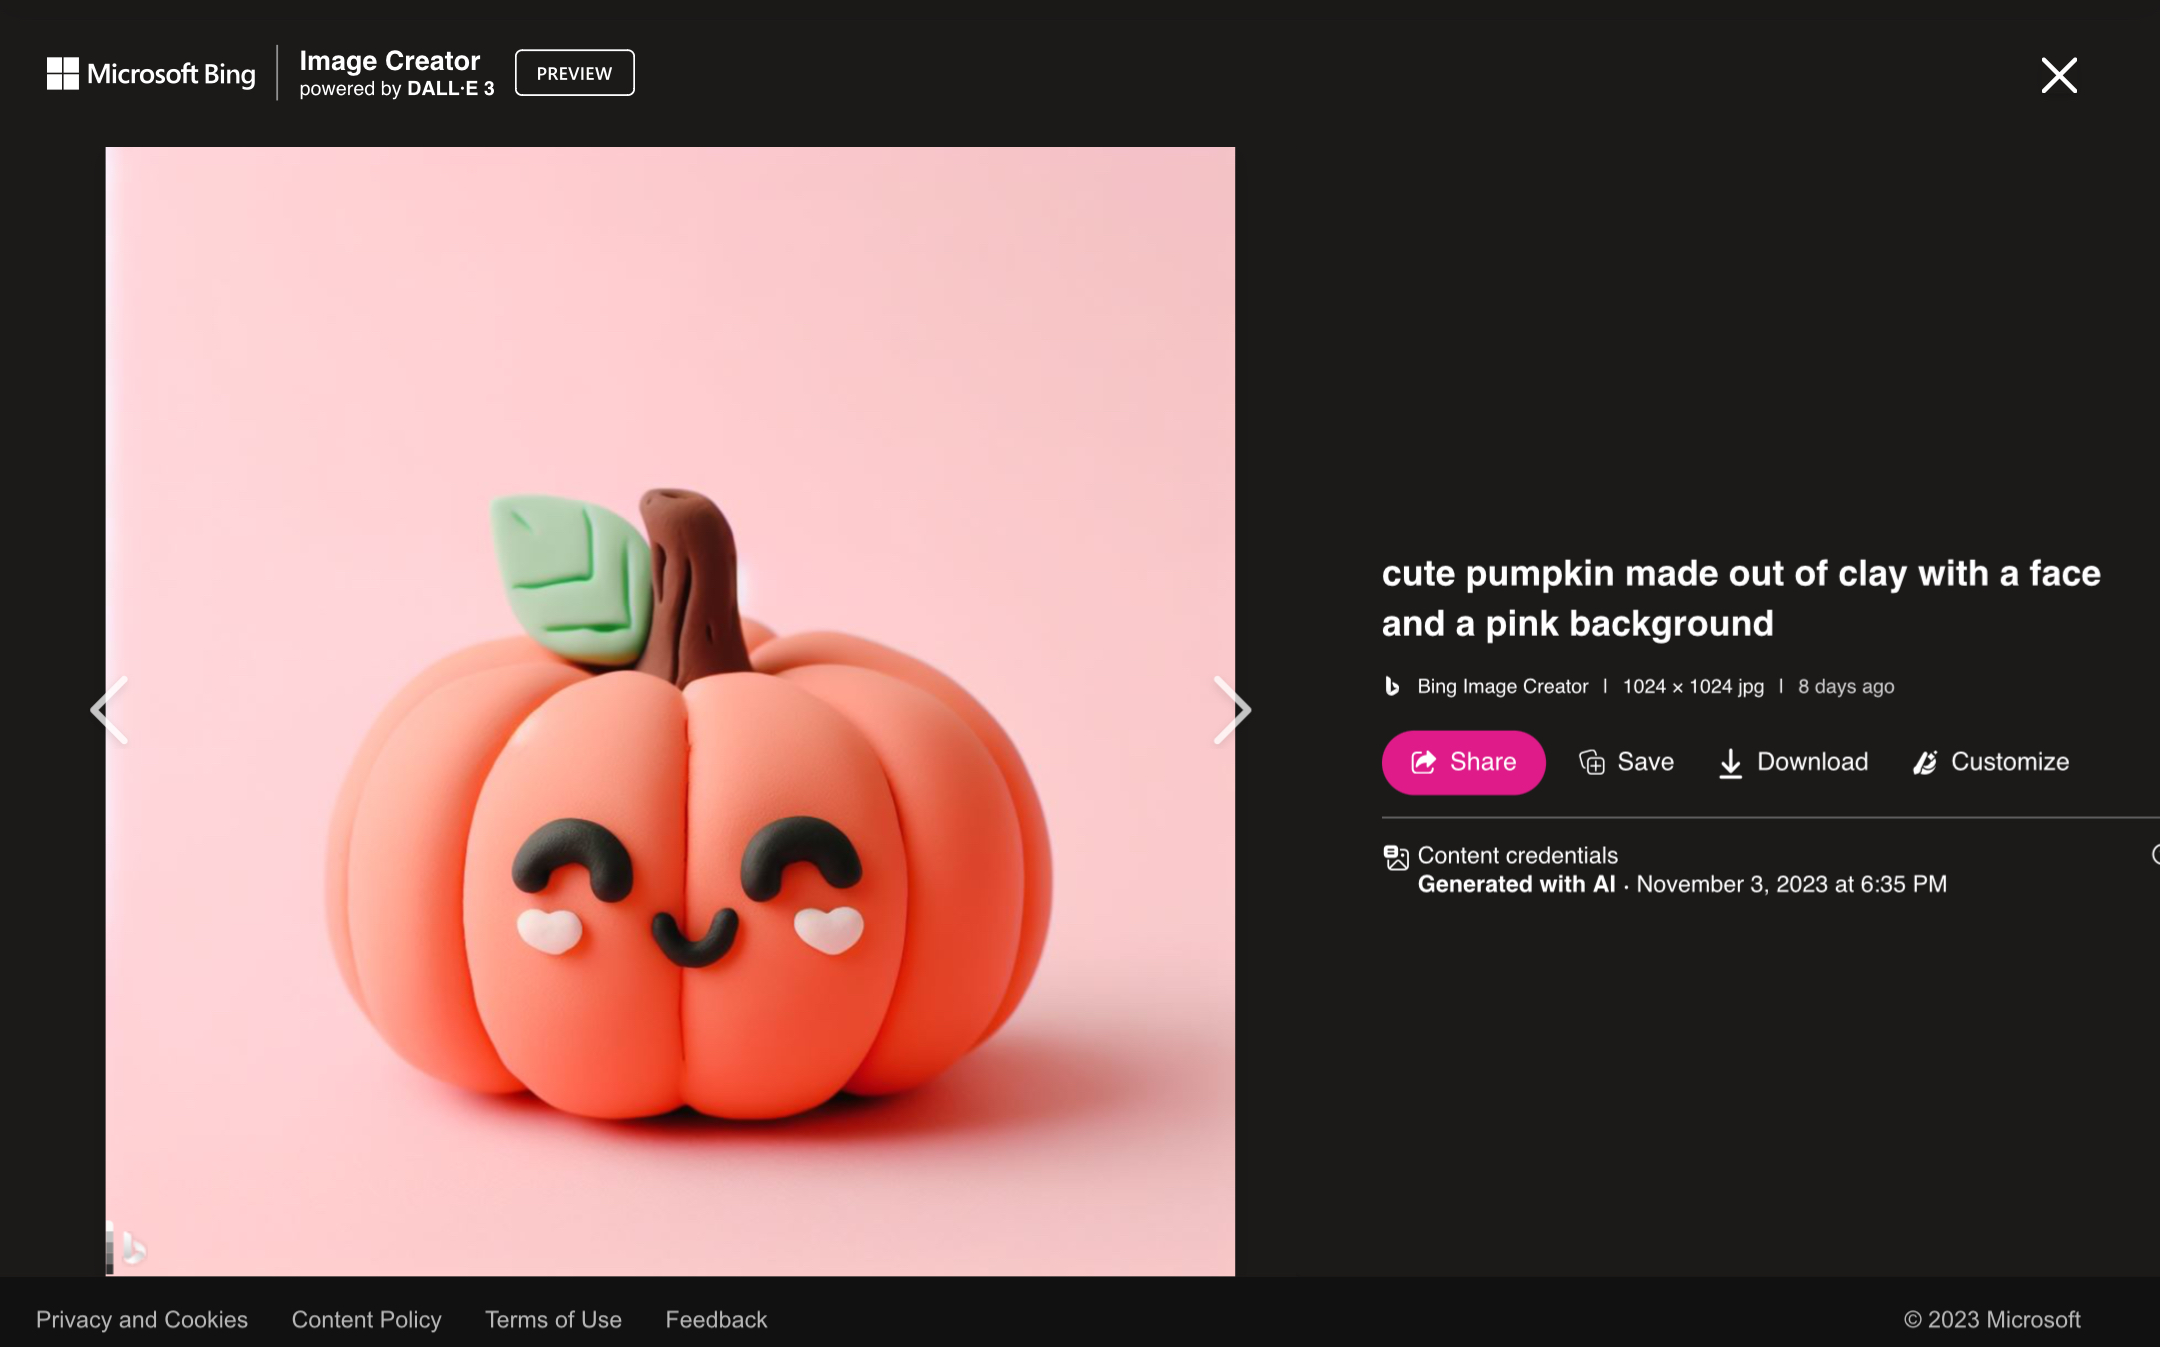 Microsoft Bing
Image Creator
powered by DALL·E 3
PREVIEW
cute pumpkin made out of clay with a face
and a pink background
Bing Image Creator | 1024 × 1024 jpg | 8 days ago
Share
Save
Download
Customize
Content credentials
Generated with AI · November 3, 2023 at 6:35 PM
Privacy and Cookies
Content Policy
Terms of Use
Feedback
© 2023 Microsoft